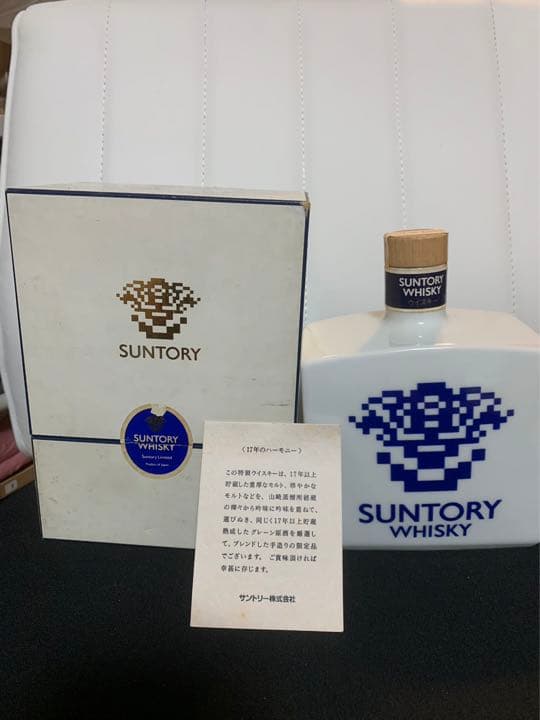 SUNTORY
SUNTORY
WHISKY
Suntory Limited
Product of Japan
〈17年のハーモニー〉
この特製ウイスキーは、17年以上
貯蔵した重厚なモルト、華やかな
モルトなどを、山崎蒸溜所秘蔵
の樽々から吟味に吟味を重ねて、
選びぬき、同じく17年以上貯蔵
熟成したグレーン原酒を厳選し
て、ブレンドした手造りの限定品
でございます。ご賞味頂ければ
幸甚に存じます。
サントリー株式会社
SUNTORY
WHISKY
ウイスキー
SUNTORY
WHISKY